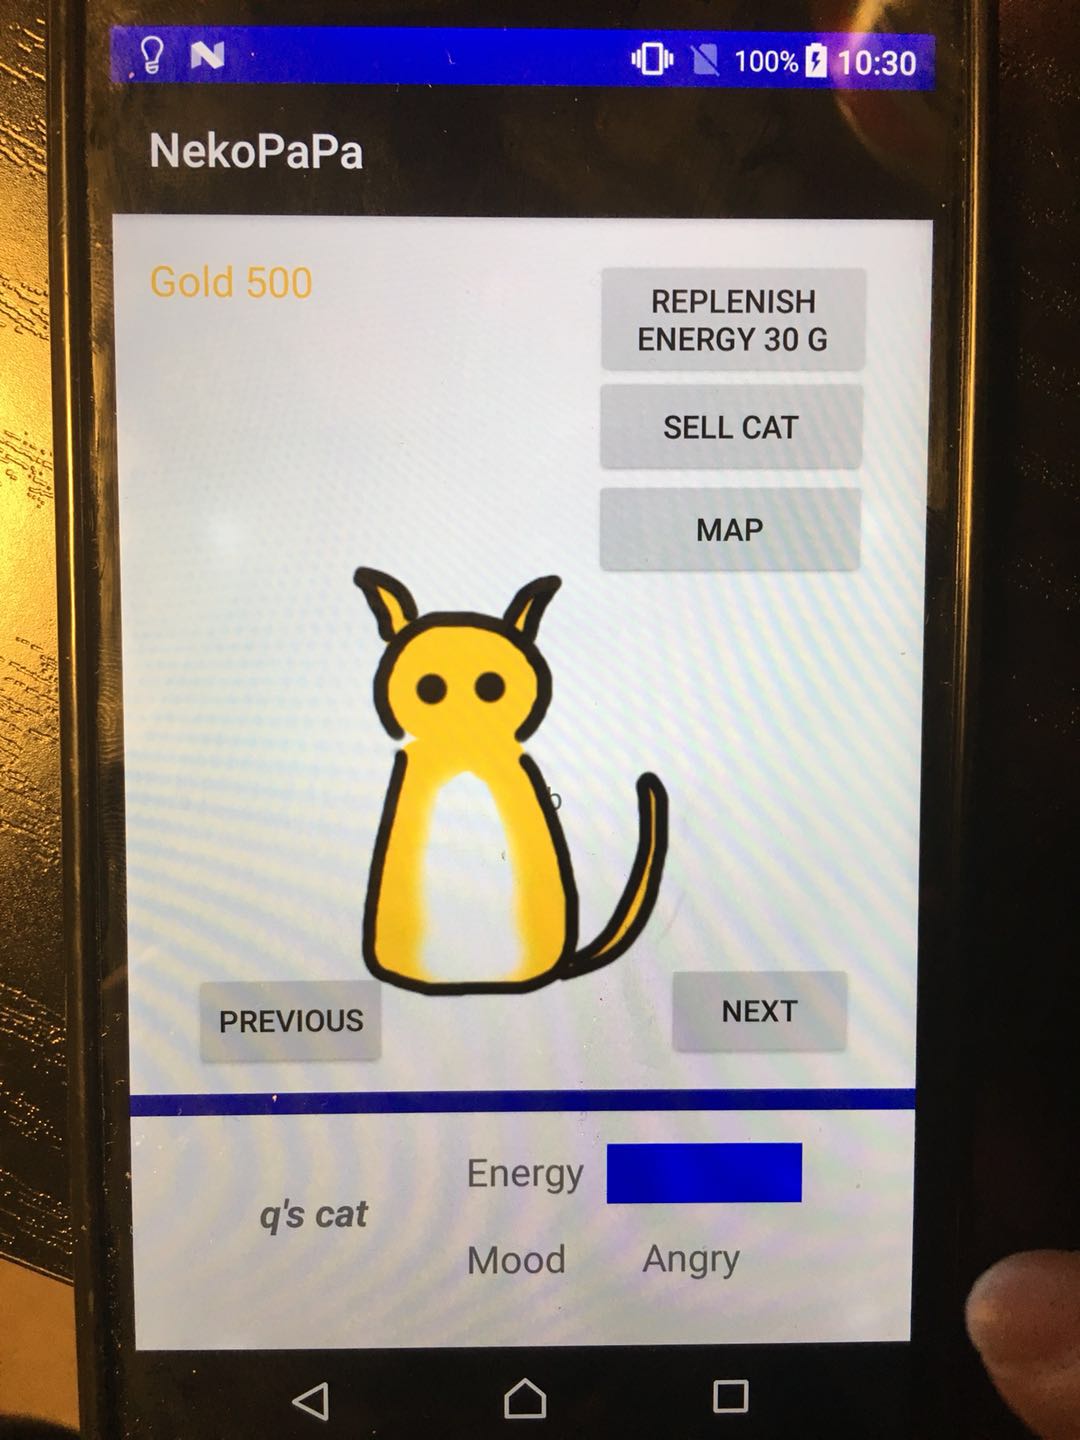 100% 10:30
NekoPaPa
Gold 500
REPLENISH
ENERGY 30 G
SELL CAT
MAP
PREVIOUS
NEXT
Energy
q's cat
Mood Angry